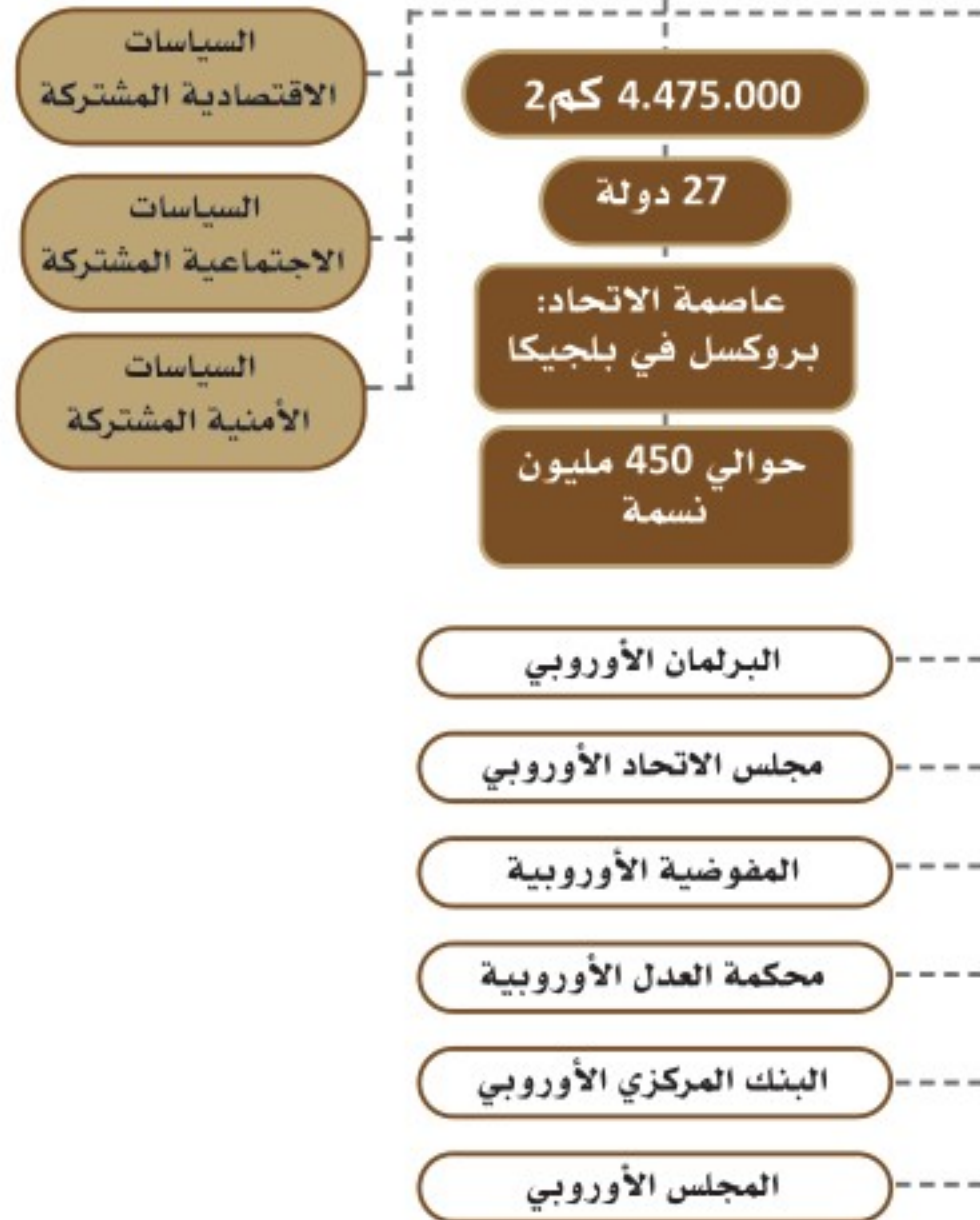 4.475.000 كم2
27 دولة
عاصمة الاتحاد:
بروكسل في بلجيكا
حوالي 450 مليون
نسمة
السياسات
الاقتصادية المشتركة
السياسات
الاجتماعية المشتركة
السياسات
الأمنية المشتركة
البرلمان الأوروبي
مجلس الاتحاد الأوروبي
المفوضية الأوروبية
محكمة العدل الأوروبية
البنك المركزي الأوروبي
المجلس الأوروبي